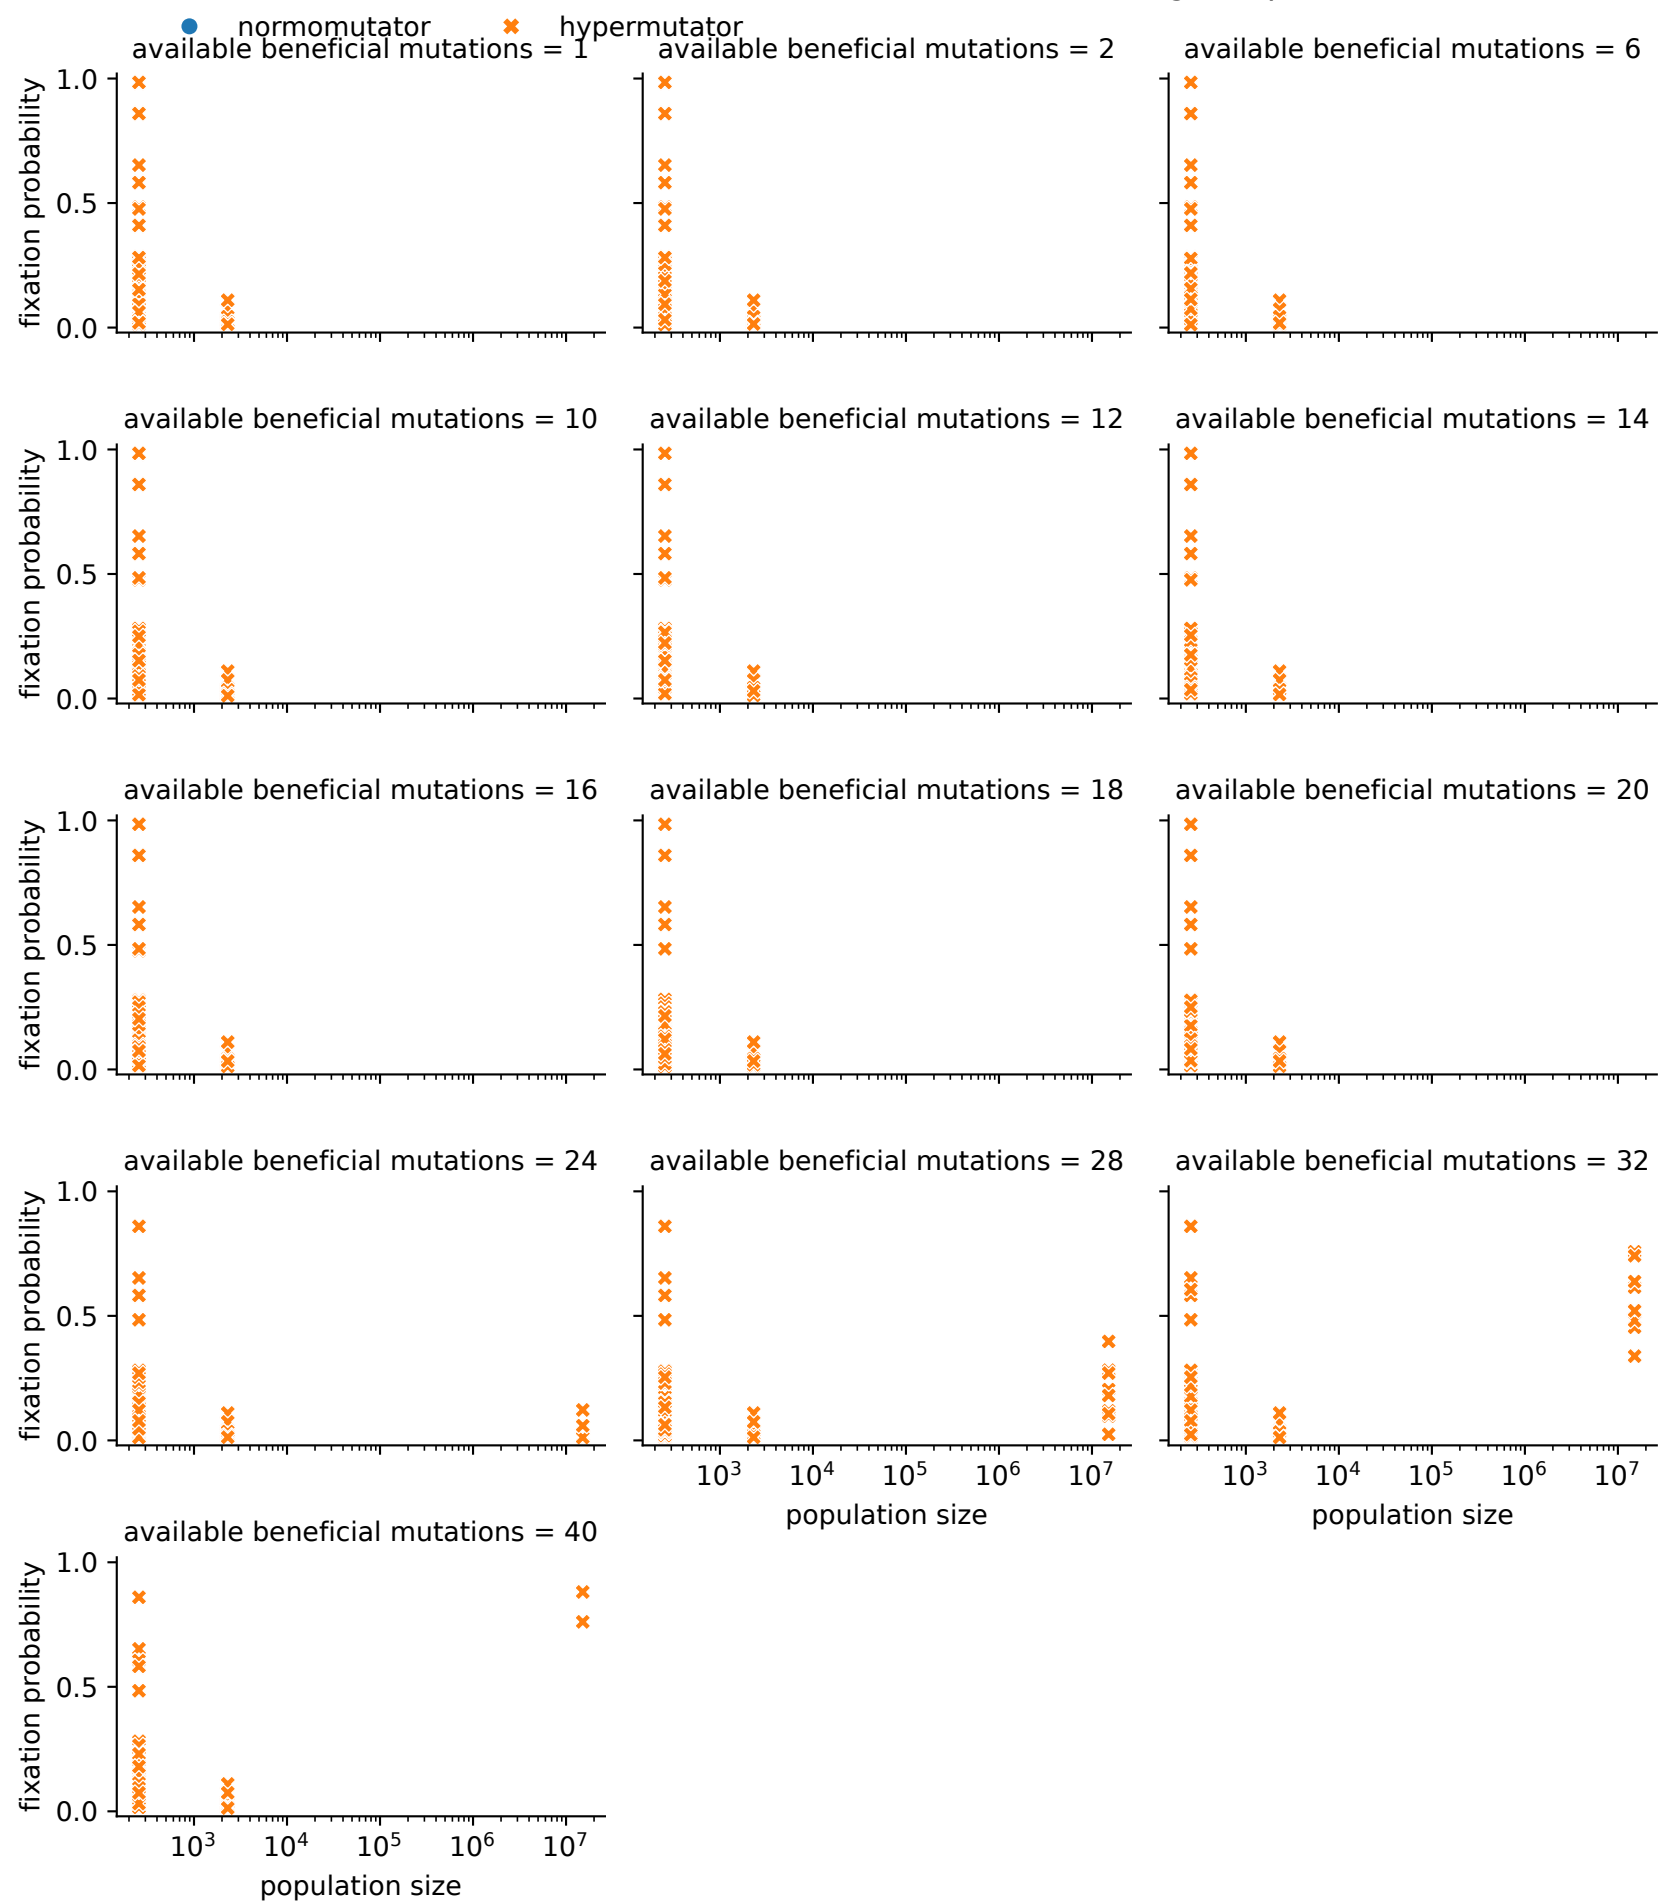 normomutator hypermutator
available beneficial mutations = 1 available beneficial mutations = 2 available beneficial mutations = 6
1.0
0.5
0.0
fixation probability
available beneficial mutations = 10 available beneficial mutations = 12 available beneficial mutations = 14
1.0
0.5
0.0
fixation probability
available beneficial mutations = 16 available beneficial mutations = 18 available beneficial mutations = 20
1.0
0.5
0.0
fixation probability
available beneficial mutations = 24 available beneficial mutations = 28 available beneficial mutations = 32
1.0
0.5
0.0
fixation probability
10³ 10⁴ 10⁵ 10⁶ 10⁷ 10³ 10⁴ 10⁵ 10⁶ 10⁷
population size population size
available beneficial mutations = 40
1.0
0.5
0.0
fixation probability
10³ 10⁴ 10⁵ 10⁶ 10⁷
population size